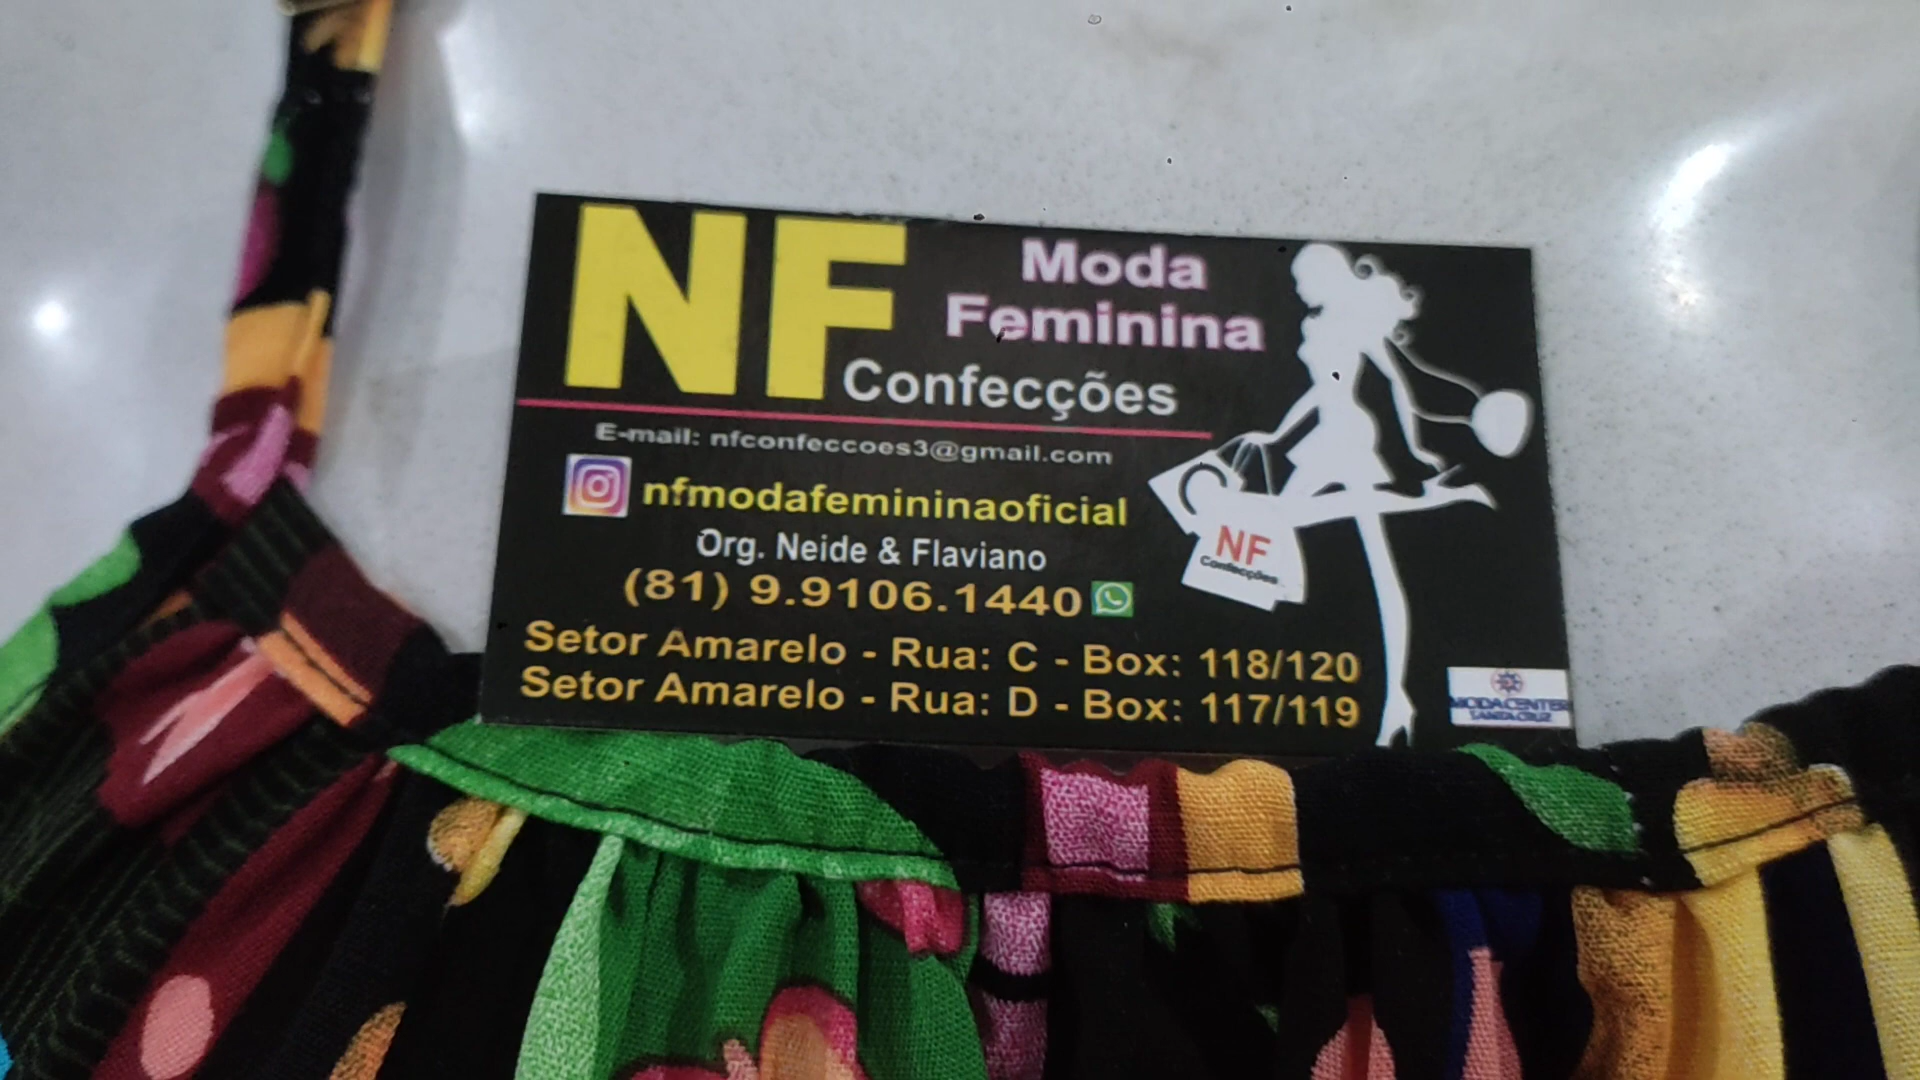 NF Moda
Feminina
Confecções
E-mail: nfconfeccoes3@gmail.com
nfmodafemininaoficial
Org. Neide & Flaviano
(81) 9.9106.1440
Setor Amarelo - Rua: C - Box: 118/120
Setor Amarelo - Rua: D - Box: 117/119
NF
Confecções
MODA CENTER
SANTA CRUZ